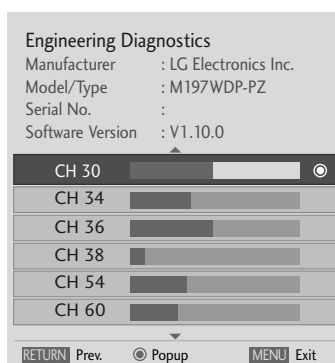 Engineering Diagnostics
Manufacturer : LG Electronics Inc.
Model/Type : M197WDP-PZ
Serial No. :
Software Version : V1.10.0
CH 30
CH 34
CH 36
CH 38
CH 54
CH 60
RETURN Prev. Popup MENU Exit